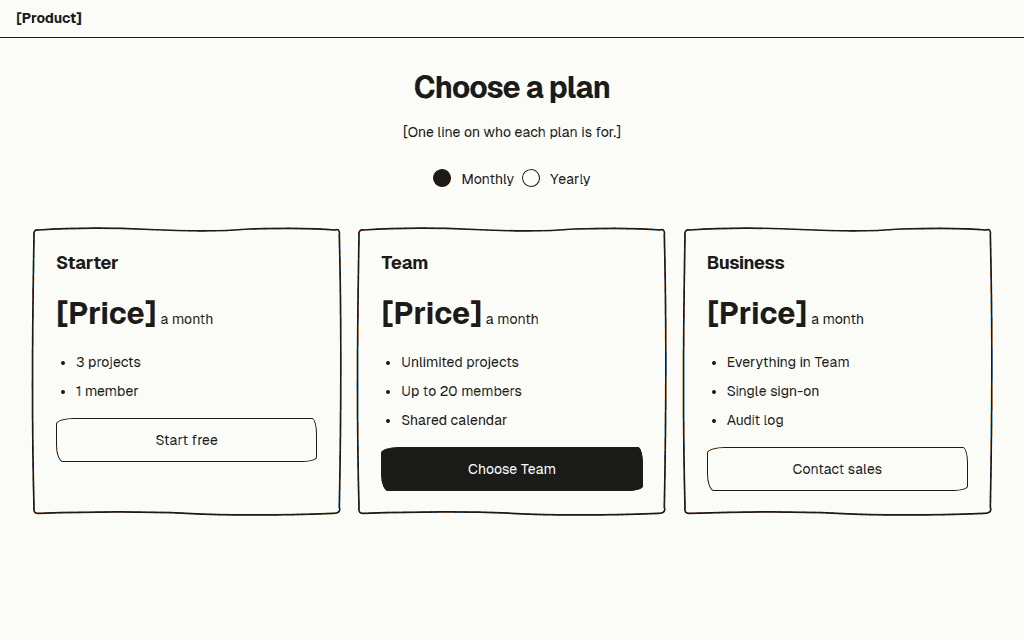 [Product]
Choose a plan
[One line on who each plan is for.]
Monthly Yearly
Starter
[Price] a month
3 projects
1 member
Start free
Team
[Price] a month
Unlimited projects
Up to 20 members
Shared calendar
Choose Team
Business
[Price] a month
Everything in Team
Single sign-on
Audit log
Contact sales